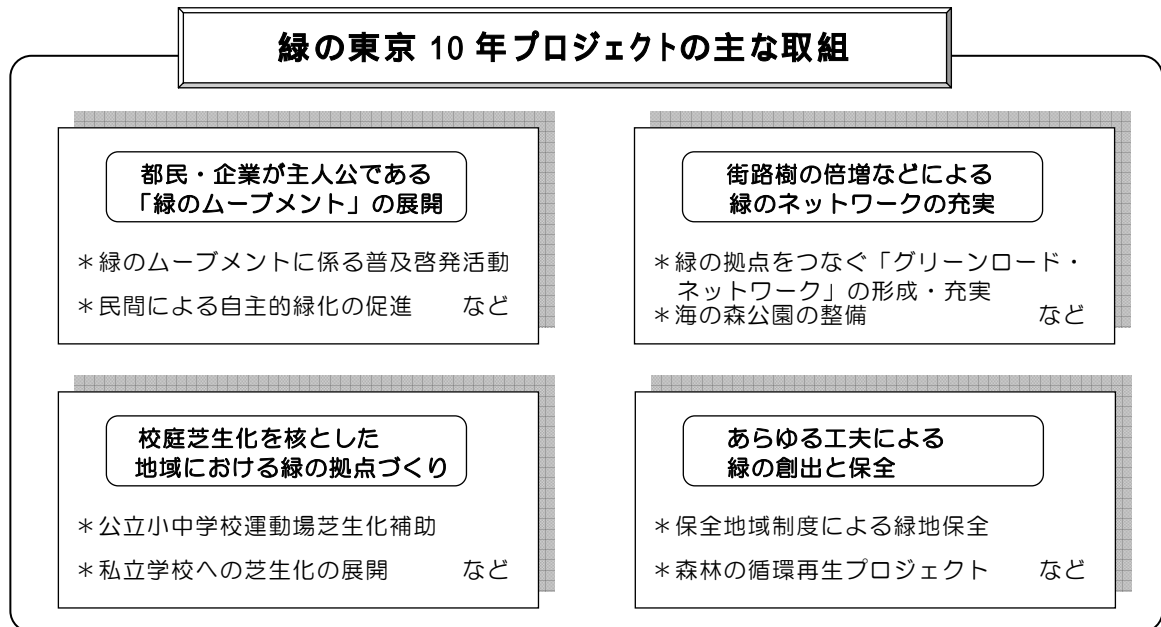 緑の東京 10 年プロジェクトの主な取組
都民・企業が主人公である
「緑のムーブメント」の展開
＊緑のムーブメントに係る普及啓発活動
＊民間による自主的緑化の促進　　など
街路樹の倍増などによる
緑のネットワークの充実
＊緑の拠点をつなぐ「グリーンロード・
ネットワーク」の形成・充実
＊海の森公園の整備　　など
校庭芝生化を核とした
地域における緑の拠点づくり
＊公立小中学校運動場芝生化補助
＊私立学校への芝生化の展開　　など
あらゆる工夫による
緑の創出と保全
＊保全地域制度による緑地保全
＊森林の循環再生プロジェクト　　など